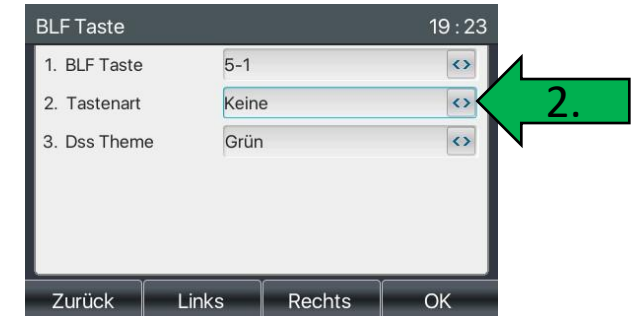 BLF Taste 19 : 23
1. BLF Taste 5-1 <>
2. Tastenart Keine <>
2.
3. Dss Theme Grün <>
Zurück Links Rechts OK